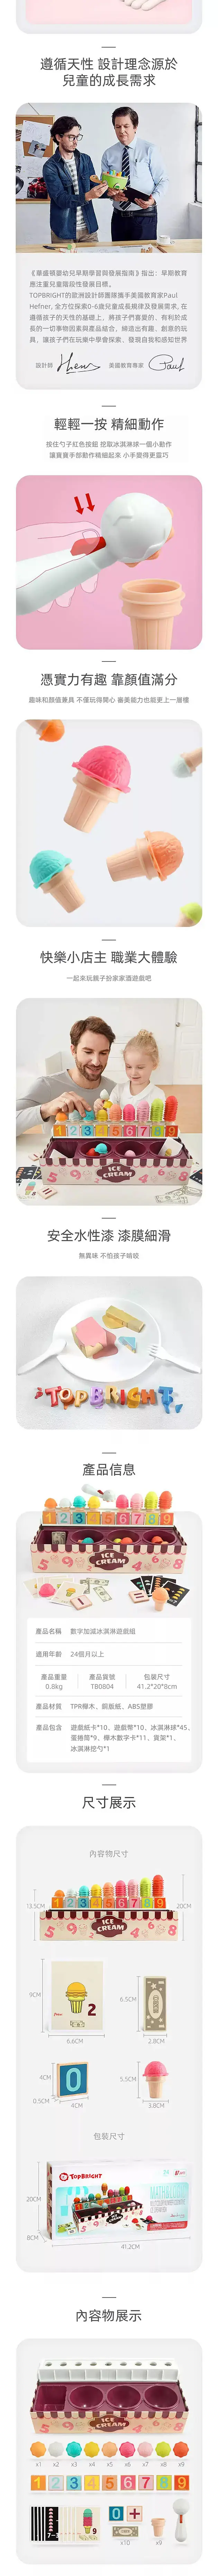 遵循天性 設計理念源於
兒童的成長需求
《華盛頓嬰幼兒早期學習與發展指南》指出：早期教育
應注重兒童階段性發展目標。
TOPBRIGHT的歐洲設計師團隊攜手美國教育家Paul
Hefner, 全方位探索0-6歲兒童成長規律及發展需求, 在
遵循孩子的天性的基礎上, 將孩子們喜愛的、有利於成
長的一切事物因素與產品結合, 締造出有趣、創意的玩
具, 讓孩子們在玩樂中學會探索、發現自我和感知世界
設計師
美國教育專家
輕輕一按 精細動作
按住勺子紅色按鈕 挖取冰淇淋球一個小動作
讓寶寶手部動作精細起來 小手變得更靈巧
憑實力有趣 靠顏值滿分
趣味和顏值兼具 不僅玩得開心 審美能力也能更上一層樓
快樂小店主 職業大體驗
一起來玩親子扮家家酒遊戲吧
1 2 3 4 5 6 7 8 9
ICE
CREAM
安全水性漆 漆膜細滑
無異味 不怕孩子啃咬
TOPBRIGHT
產品信息
ICE
CREAM
產品名稱 數字加減冰淇淋遊戲組
適用年齡 24個月以上
產品重量 產品貨號 包裝尺寸
0.8kg TB0804 41.2*20*8cm
產品材質 TPR櫸木、銅版紙、ABS塑膠
產品包含 遊戲紙卡*10、遊戲幣*10、冰淇淋球*45、
蛋捲筒*9、櫸木數字卡*11、貨架*1、
冰淇淋挖勺*1
尺寸展示
內容物尺寸
13.5CM
20CM
ICE
CREAM
41.1CM
9CM
2
6.6CM
6.5CM
2.8CM
4CM
0
0.5CM
4CM
5.5CM
3.8CM
包裝尺寸
TOPBRIGHT
20CM
8CM
41.2CM
內容物展示
ICE
CREAM
x1 x2 x3 x4 x5 x6 x7 x8 x9
1 2 3 4 5 6 7 8 9
0 +
x10
x9